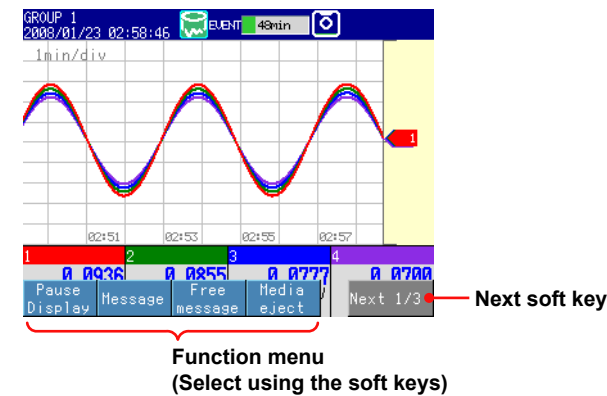 GROUP 1
2008/01/23 02:58:46
EVENT
48min
1min/div
1
02:51 02:53 02:55 02:57
1 2 3 4
0.0936 0.0855 0.0777 0.0700
Pause Display
Message
Free message
Media eject
Next 1/3
Next soft key
Function menu
(Select using the soft keys)